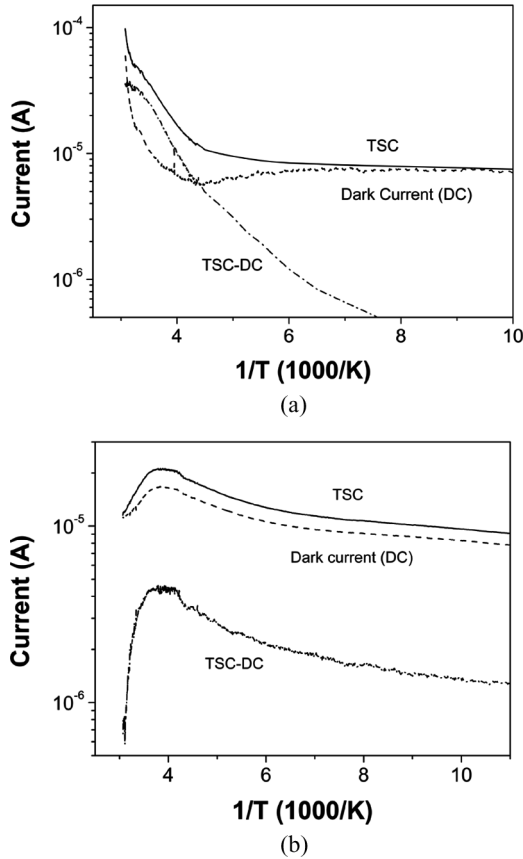 10⁻⁴
10⁻⁵
10⁻⁶
Current (A)
TSC
Dark Current (DC)
TSC-DC
4 6 8 10
1/T (1000/K)
(a)
10⁻⁵
10⁻⁶
Current (A)
TSC
Dark current (DC)
TSC-DC
4 6 8 10
1/T (1000/K)
(b)